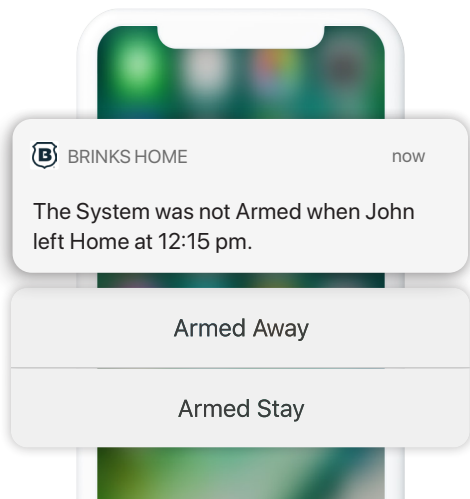 B BRINKS HOME now
The System was not Armed when John
left Home at 12:15 pm.
Armed Away
Armed Stay